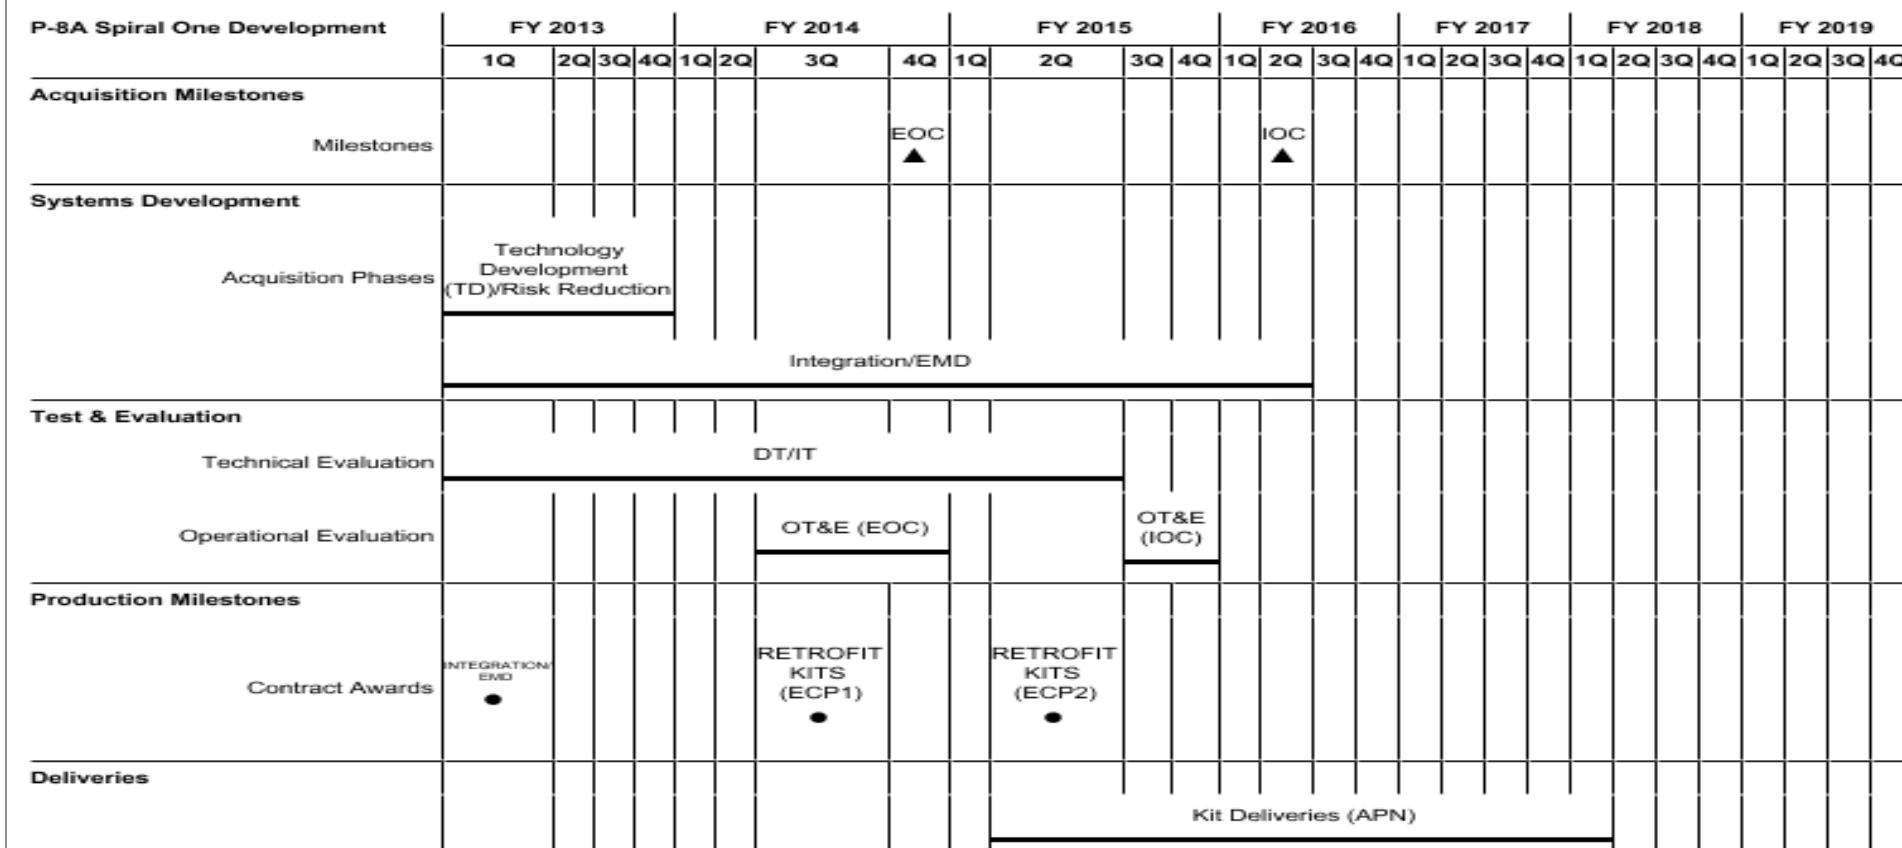 P-8A Spiral One Development FY 2013 FY 2014 FY 2015 FY 2016 FY 2017 FY 2018 FY 2019
1Q 2Q 3Q 4Q 1Q 2Q 3Q 4Q 1Q 2Q 3Q 4Q 1Q 2Q 3Q 4Q 1Q 2Q 3Q 4Q 1Q 2Q 3Q 4Q 1Q 2Q 3Q 4Q
Acquisition Milestones
Milestones
EOC
IOC
Systems Development
Acquisition Phases
Technology
Development
(TD)/Risk Reduction
Integration/EMD
Test & Evaluation
Technical Evaluation
DT/IT
Operational Evaluation
OT&E (EOC)
OT&E
(IOC)
Production Milestones
Contract Awards
INTEGRATION/
EMD
RETROFIT
KITS
(ECP1)
RETROFIT
KITS
(ECP2)
Deliveries
Kit Deliveries (APN)